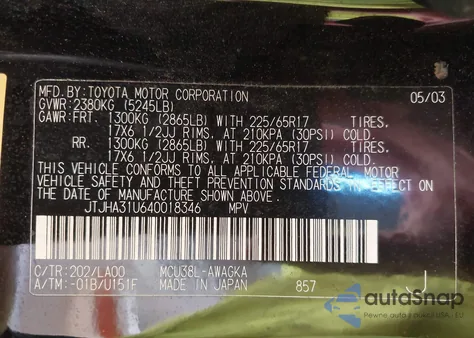 MFD. BY:TOYOTA MOTOR CORPORATION 05/03
GVWR: 2380KG (5245LB)
GAWR: FRT. 1300KG (2865LB) WITH 225/65R17 TIRES.
17X6 1/2JJ RIMS. AT 210KPA (30PSI) COLD.
RR. 1300KG (2865LB) WITH 225/65R17 TIRES.
17X6 1/2JJ RIMS. AT 210KPA (30PSI) COLD.
THIS VEHICLE CONFORMS TO ALL APPLICABLE FEDERAL MOTOR
VEHICLE SAFETY AND THEFT PREVENTION STANDARDS IN EFFECT ON
THE DATE OF MANUFACTURE SHOWN ABOVE.
JTJHA31U640018346 MPV
C/TR: 202/LA00 MCU38L-AWAGKA
A/TM: -01B/U151F MADE IN JAPAN 857 J
autoSnap